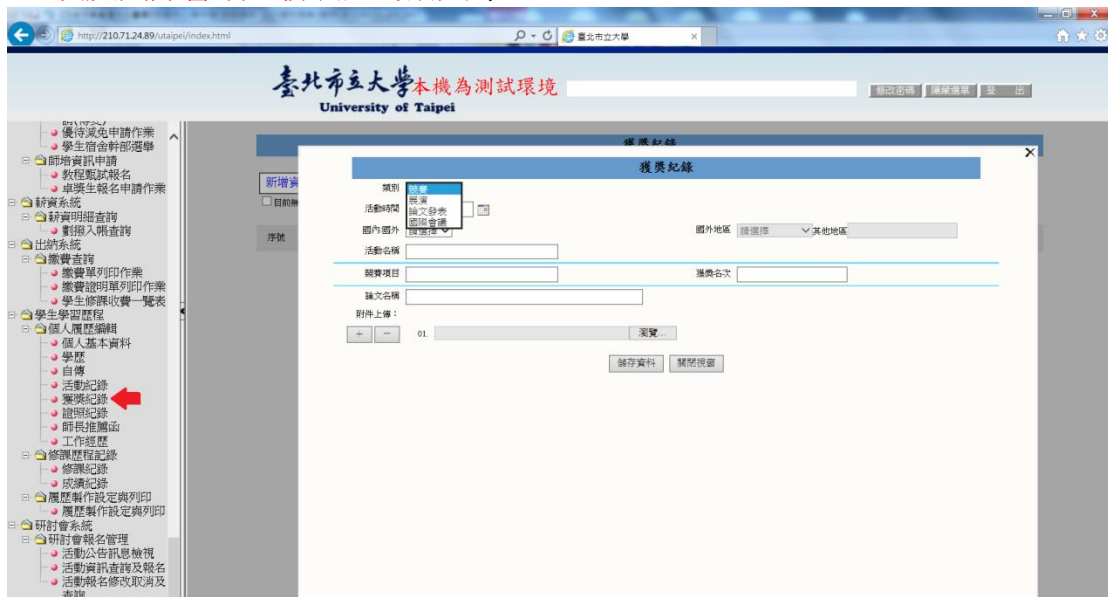 http://210.71.24.89/utaipei/index.html
臺北市立大學
臺北市立大學本機為測試環境
University of Taipei
修改密碼 隱藏選單 登 出
優待減免申請作業
學生宿舍幹部選舉
師培資訊申請
教程甄試報名
卓獎生報名申請作業
薪資系統
薪資明細查詢
劃撥入帳查詢
出納系統
繳費查詢
繳費單列印作業
繳費證明單列印作業
學生修課收費一覽表
學生學習歷程
個人履歷編輯
個人基本資料
學歷
自傳
活動紀錄
獲獎紀錄
證照紀錄
師長推薦函
工作經歷
修課歷程記錄
修課紀錄
成績紀錄
履歷製作設定與列印
履歷製作設定與列印
研討會系統
研討會報名管理
活動公告訊息檢視
活動資訊查詢及報名
活動報名修改取消及
查詢
獲獎紀錄
新增資
目前無
序號
獲獎紀錄
類別 競賽
展演
論文發表
國際會議
活動時間
國內國外 請選擇 國外地區 請選擇 其他地區
活動名稱
競賽項目 獲獎名次
論文名稱
附件上傳：
+ − 01. 瀏覽...
儲存資料 關閉視窗